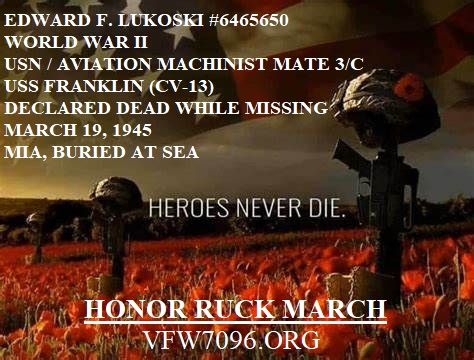 EDWARD F. LUKOSKI #6465650
WORLD WAR II
USN / AVIATION MACHINIST MATE 3/C
USS FRANKLIN (CV-13)
DECLARED DEAD WHILE MISSING
MARCH 19, 1945
MIA, BURIED AT SEA
HEROES NEVER DIE.
HONOR RUCK MARCH
VFW7096.ORG